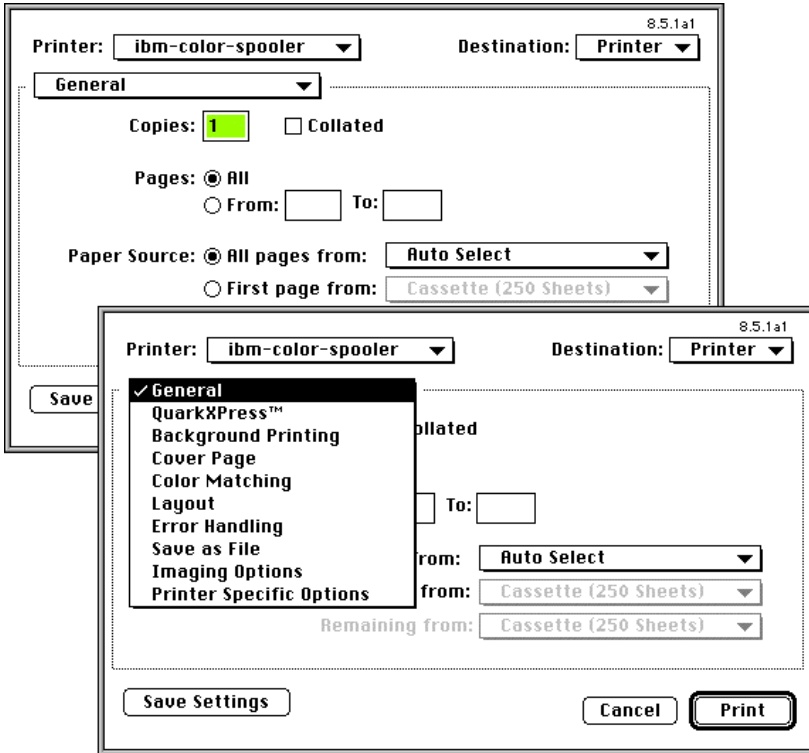 8.5.1a1
Printer: ibm-color-spooler Destination: Printer
General
Copies: 1 Collated
Pages: All
From: To:
Paper Source: All pages from: Auto Select
First page from: Cassette (250 Sheets)
Save
8.5.1a1
Printer: ibm-color-spooler Destination: Printer
✓ General
QuarkXPress™
Background Printing
Cover Page
Color Matching
Layout
Error Handling
Save as File
Imaging Options
Printer Specific Options
ollated
To:
rom: Auto Select
from: Cassette (250 Sheets)
Remaining from: Cassette (250 Sheets)
Save Settings Cancel Print